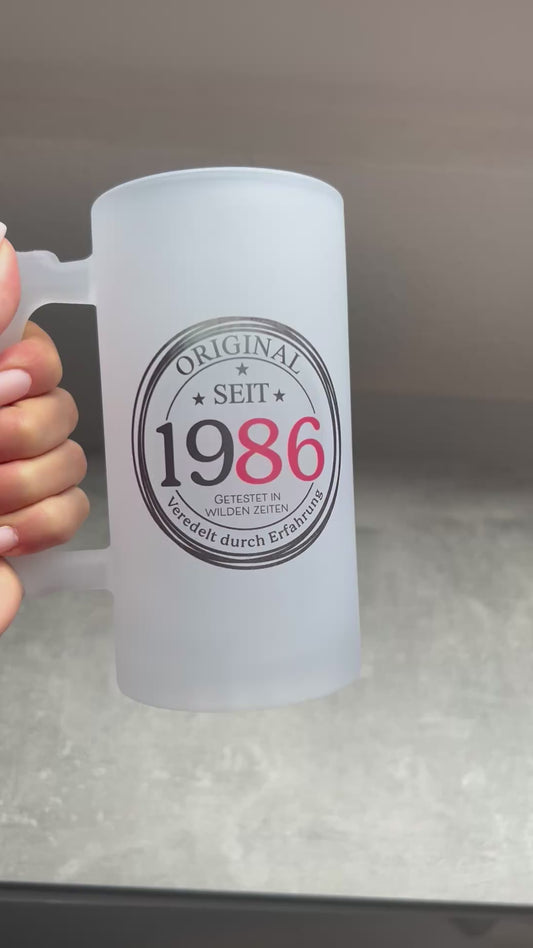 ORIGINAL
SEIT
1986
GETESTET IN
WILDEN ZEITEN
Veredelt durch Erfahrung